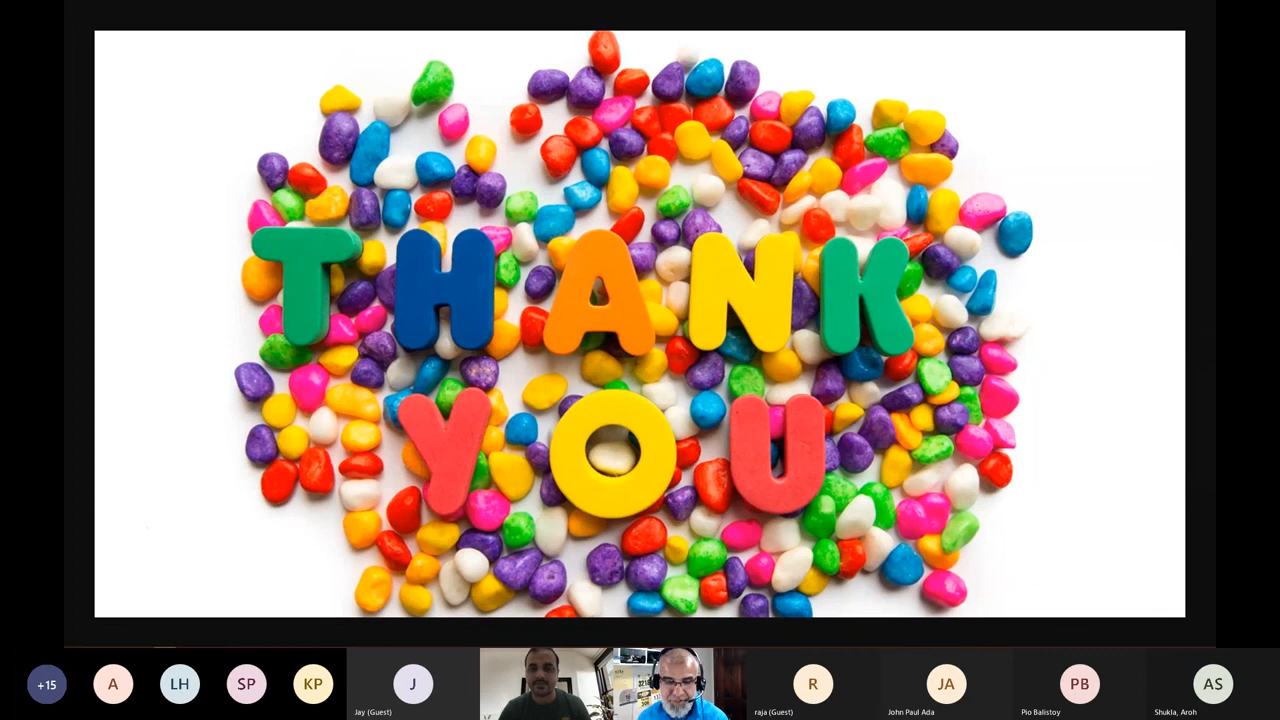 THANK
YOU
+15
A
LH
SP
KP
J
R
JA
PB
AS
Jay (Guest)
raja (Guest)
John Paul Ada
Pio Balistoy
Shukla, Aroh